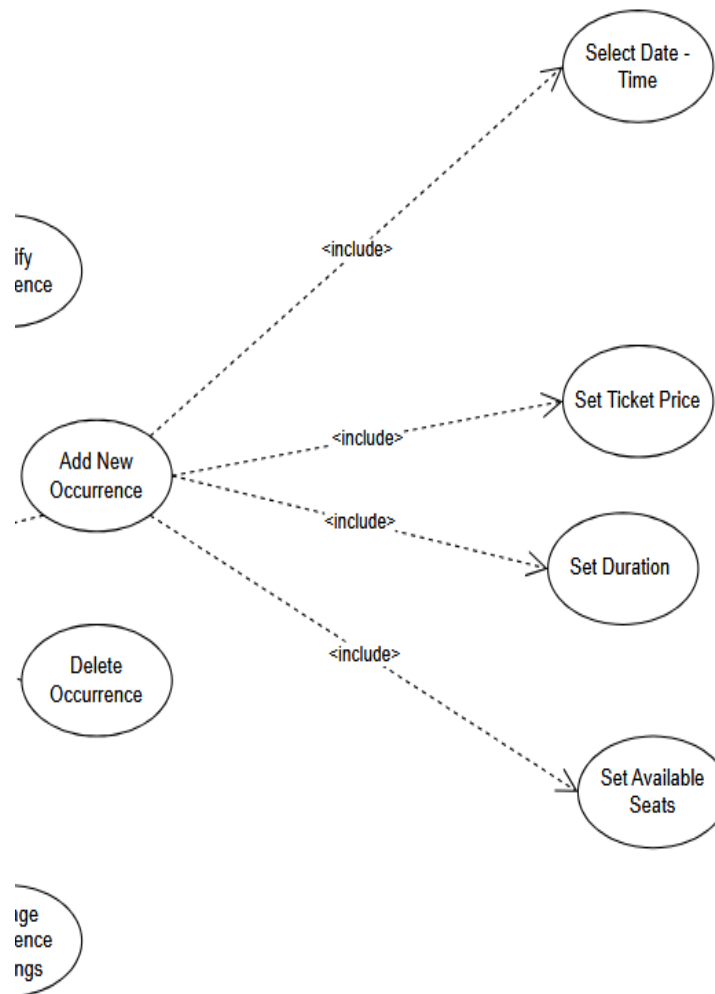 Select Date -
Time
<include>
ify
ence
Set Ticket Price
<include>
Add New
Occurrence
<include>
Set Duration
<include>
Delete
Occurrence
Set Available
Seats
age
ence
ngs